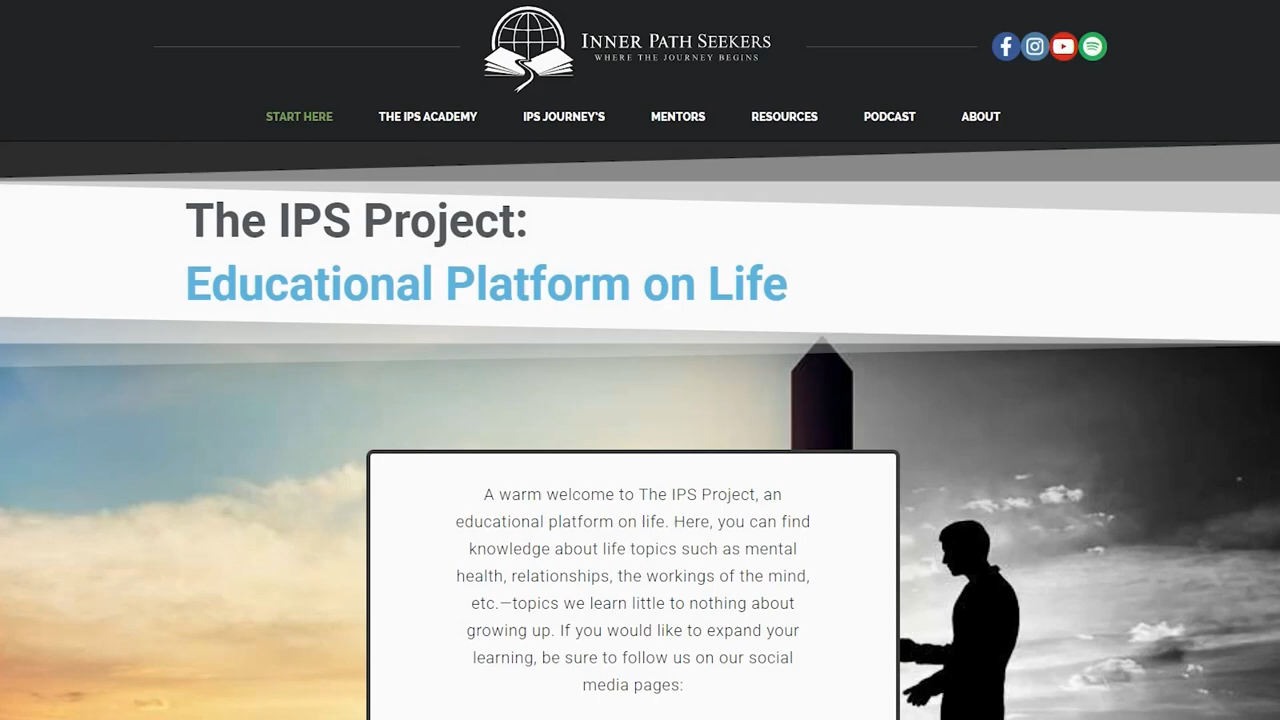 INNER PATH SEEKERS
WHERE THE JOURNEY BEGINS
START HERE
THE IPS ACADEMY
IPS JOURNEY'S
MENTORS
RESOURCES
PODCAST
ABOUT
The IPS Project:
Educational Platform on Life
A warm welcome to The IPS Project, an
educational platform on life. Here, you can find
knowledge about life topics such as mental
health, relationships, the workings of the mind,
etc.—topics we learn little to nothing about
growing up. If you would like to expand your
learning, be sure to follow us on our social
media pages: